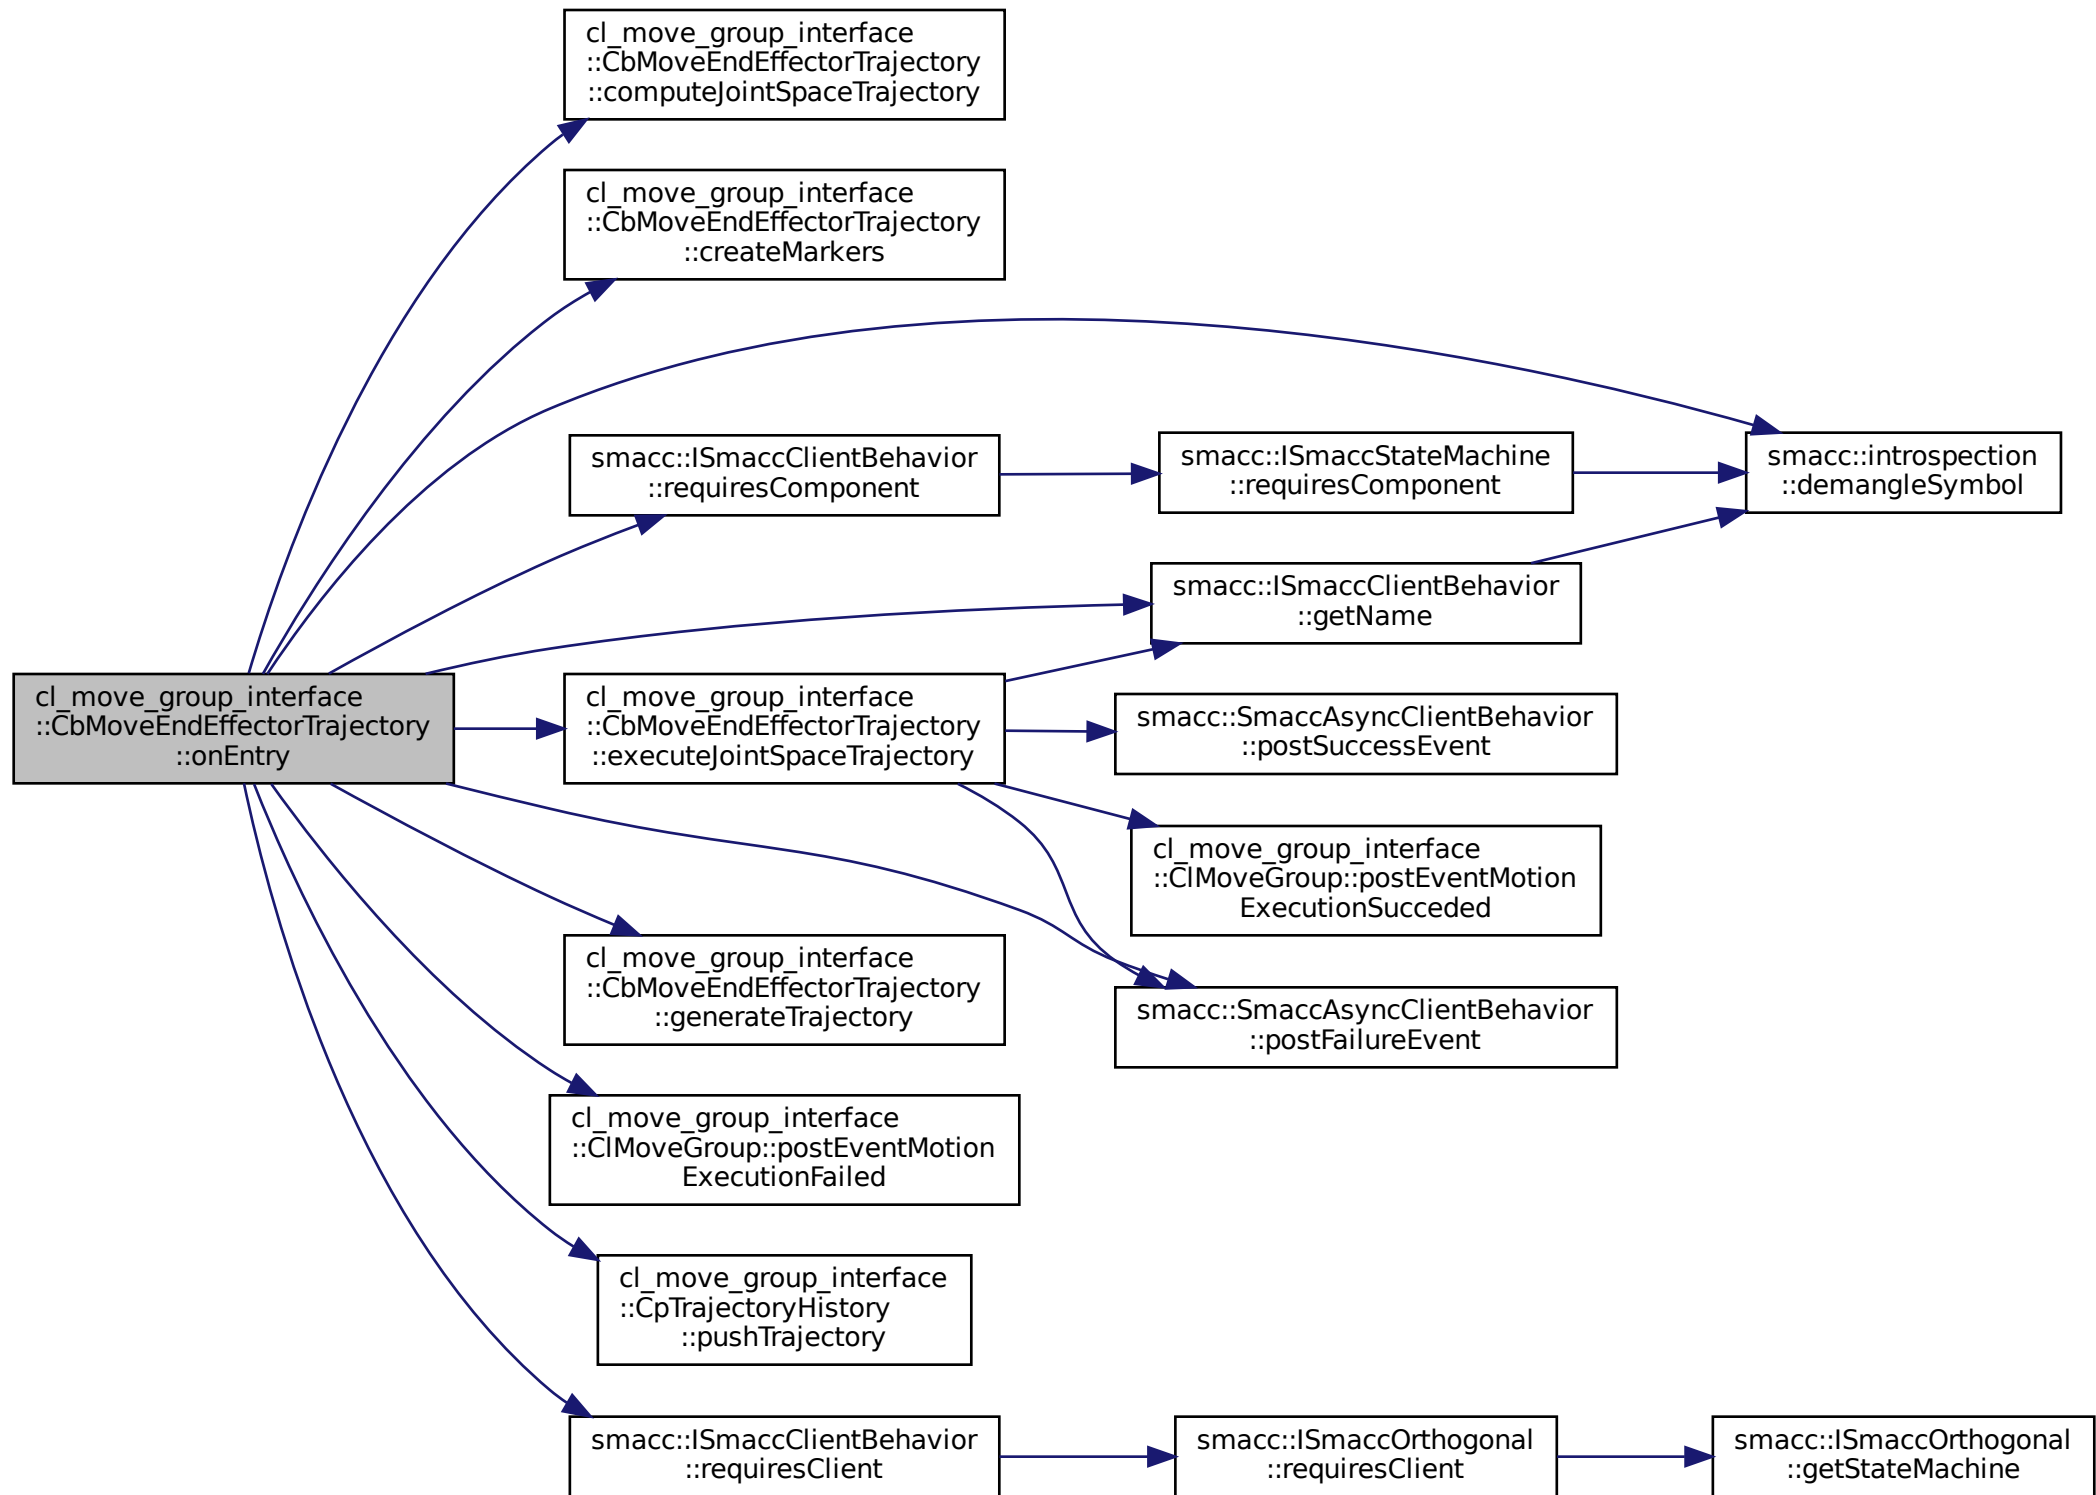 cl_move_group_interface
::CbMoveEndEffectorTrajectory
::computeJointSpaceTrajectory
cl_move_group_interface
::CbMoveEndEffectorTrajectory
::createMarkers
smacc::ISmaccClientBehavior
::requiresComponent
smacc::ISmaccStateMachine
::requiresComponent
smacc::introspection
::demangleSymbol
smacc::ISmaccClientBehavior
::getName
cl_move_group_interface
::CbMoveEndEffectorTrajectory
::onEntry
cl_move_group_interface
::CbMoveEndEffectorTrajectory
::executeJointSpaceTrajectory
smacc::SmaccAsyncClientBehavior
::postSuccessEvent
cl_move_group_interface
::ClMoveGroup::postEventMotion
ExecutionSucceded
cl_move_group_interface
::CbMoveEndEffectorTrajectory
::generateTrajectory
smacc::SmaccAsyncClientBehavior
::postFailureEvent
cl_move_group_interface
::ClMoveGroup::postEventMotion
ExecutionFailed
cl_move_group_interface
::CpTrajectoryHistory
::pushTrajectory
smacc::ISmaccClientBehavior
::requiresClient
smacc::ISmaccOrthogonal
::requiresClient
smacc::ISmaccOrthogonal
::getStateMachine